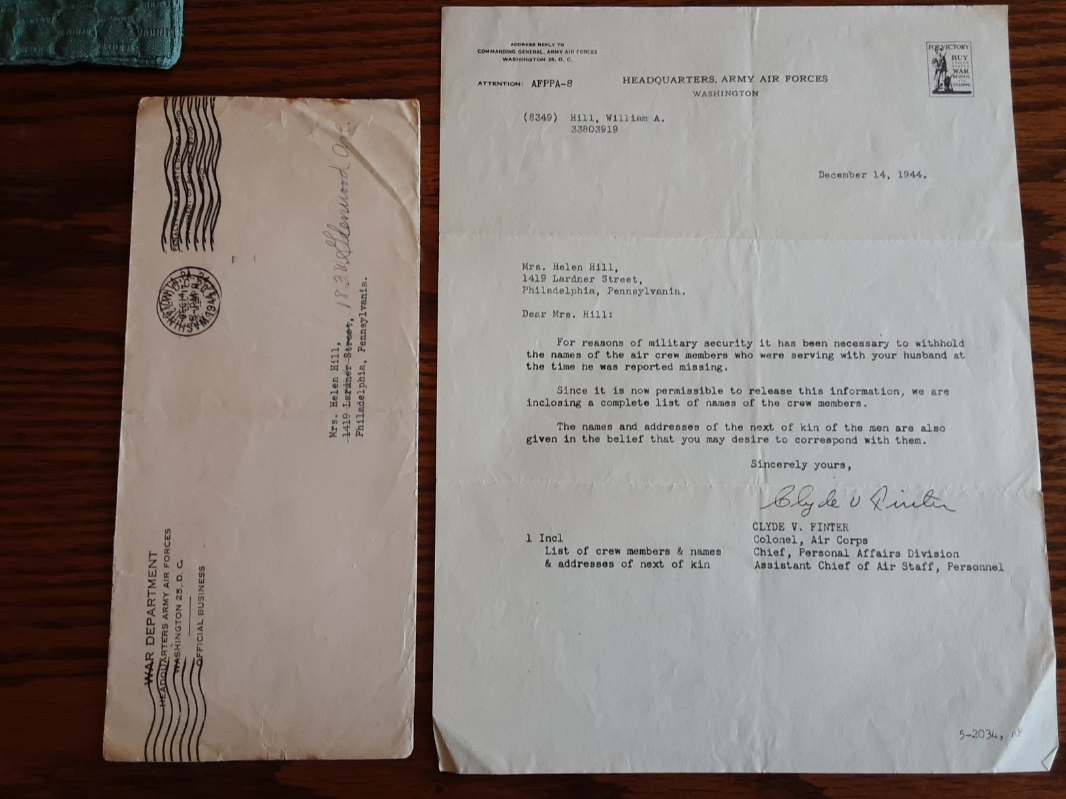 ADDRESS REPLY TO
COMMANDING GENERAL, ARMY AIR FORCES
WASHINGTON 25, D. C.
ATTENTION: AFPPA-8
HEADQUARTERS, ARMY AIR FORCES
WASHINGTON
FOR VICTORY
BUY
WAR
(8349) Hill, William A.
33803919
December 14, 1944.
Mrs. Helen Hill,
1419 Lardner Street,
Philadelphia, Pennsylvania.
Dear Mrs. Hill:
For reasons of military security it has been necessary to withhold
the names of the air crew members who were serving with your husband at
the time he was reported missing.
Since it is now permissible to release this information, we are
inclosing a complete list of names of the crew members.
The names and addresses of the next of kin of the men are also
given in the belief that you may desire to correspond with them.
Sincerely yours,
Clyde V Finter
CLYDE V. FINTER
Colonel, Air Corps
Chief, Personal Affairs Division
Assistant Chief of Air Staff, Personnel
1 Incl
List of crew members & names
& addresses of next of kin
5-2034,
WAR DEPARTMENT
HEADQUARTERS ARMY AIR FORCES
WASHINGTON 25, D. C.
OFFICIAL BUSINESS
Mrs. Helen Hill,
1419 Lardner Street,
Philadelphia, Pennsylvania.
Glenwood